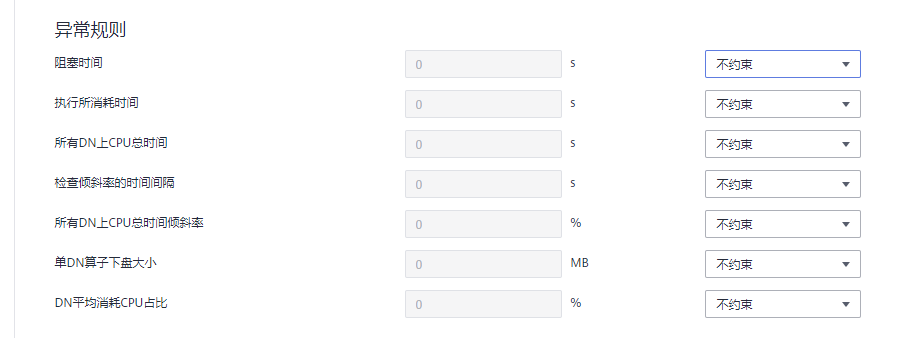 异常规则
阻塞时间 0 s 不约束
执行所消耗时间 0 s 不约束
所有DN上CPU总时间 0 s 不约束
检查倾斜率的时间间隔 0 s 不约束
所有DN上CPU总时间倾斜率 0 % 不约束
单DN算子下盘大小 0 MB 不约束
DN平均消耗CPU占比 0 % 不约束